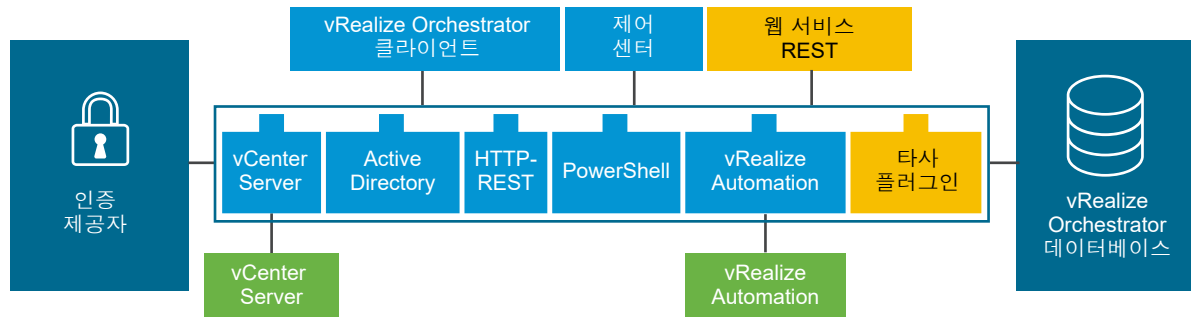 vRealize Orchestrator
클라이언트
제어
센터
웹 서비스
REST
인증
제공자
vCenter
Server
Active
Directory
HTTP-
REST
PowerShell
vRealize
Automation
타사
플러그인
vRealize
Orchestrator
데이터베이스
vCenter
Server
vRealize
Automation